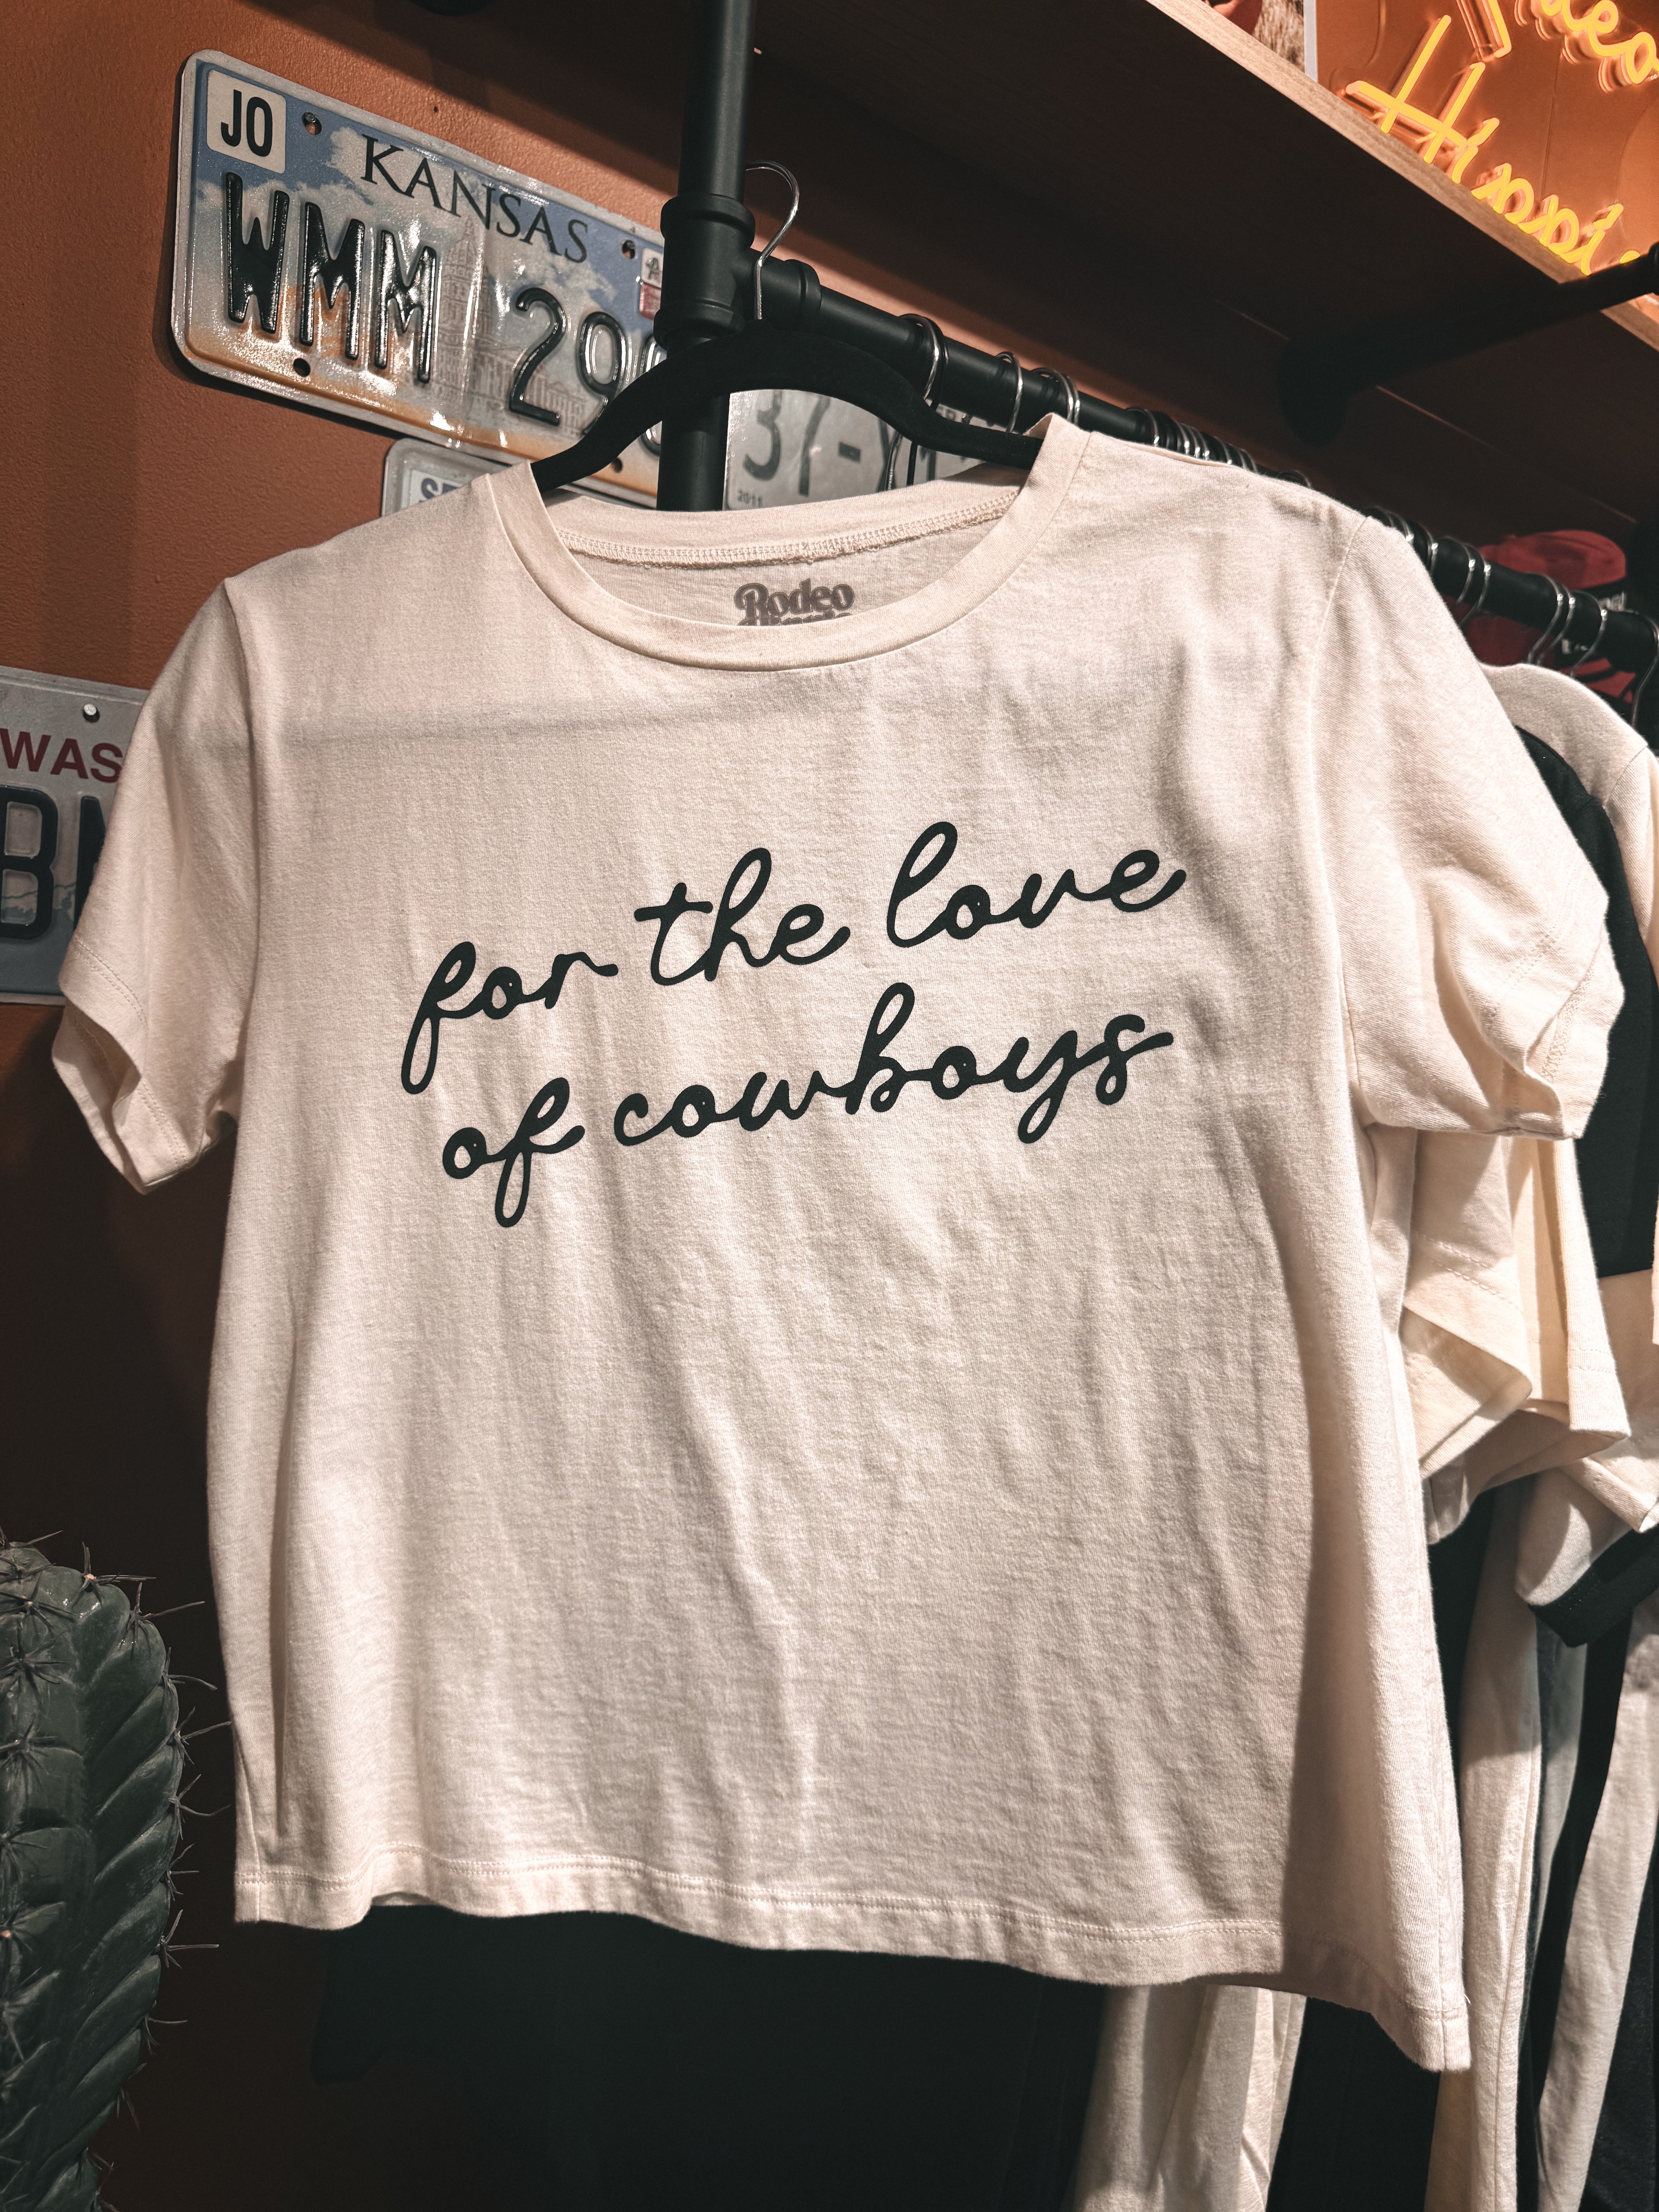 JO
KANSAS
WMM 29
37-
2011
WAS
Rodeo
for the love
of cowboys